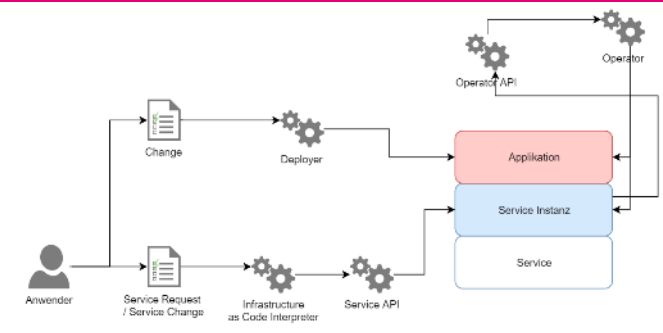 Operator
Operator API
Change
Deployer
Applikation
Service Instanz
Service
Anwender
Service Request
/ Service Change
Infrastructure
as Code Interpreter
Service API